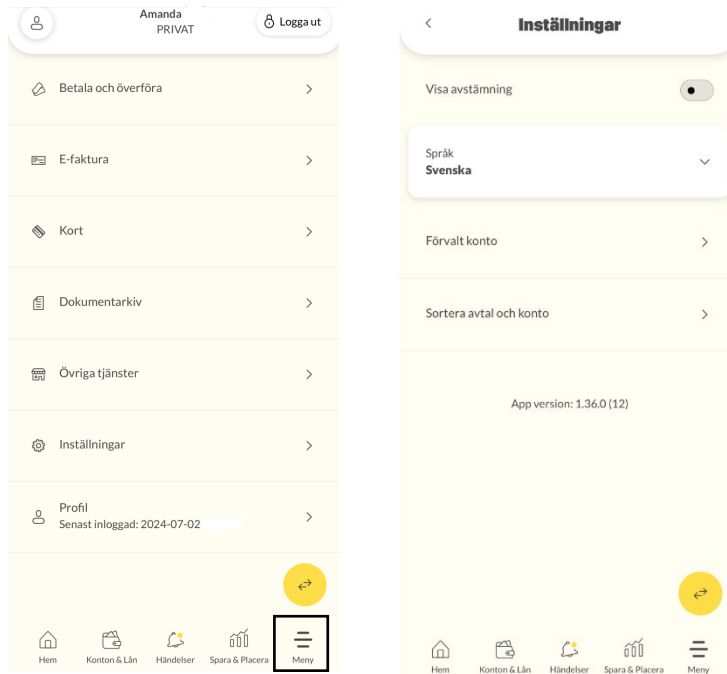 Amanda
PRIVAT
Logga ut
Betala och överföra
E-faktura
Kort
Dokumentarkiv
Övriga tjänster
Inställningar
Profil
Senast inloggad: 2024-07-02
Hem
Konton & Lån
Händelser
Spara & Placera
Meny
Inställningar
Visa avstämning
Språk
Svenska
Förvalt konto
Sortera avtal och konto
App version: 1.36.0 (12)
Hem
Konton & Lån
Händelser
Spara & Placera
Meny